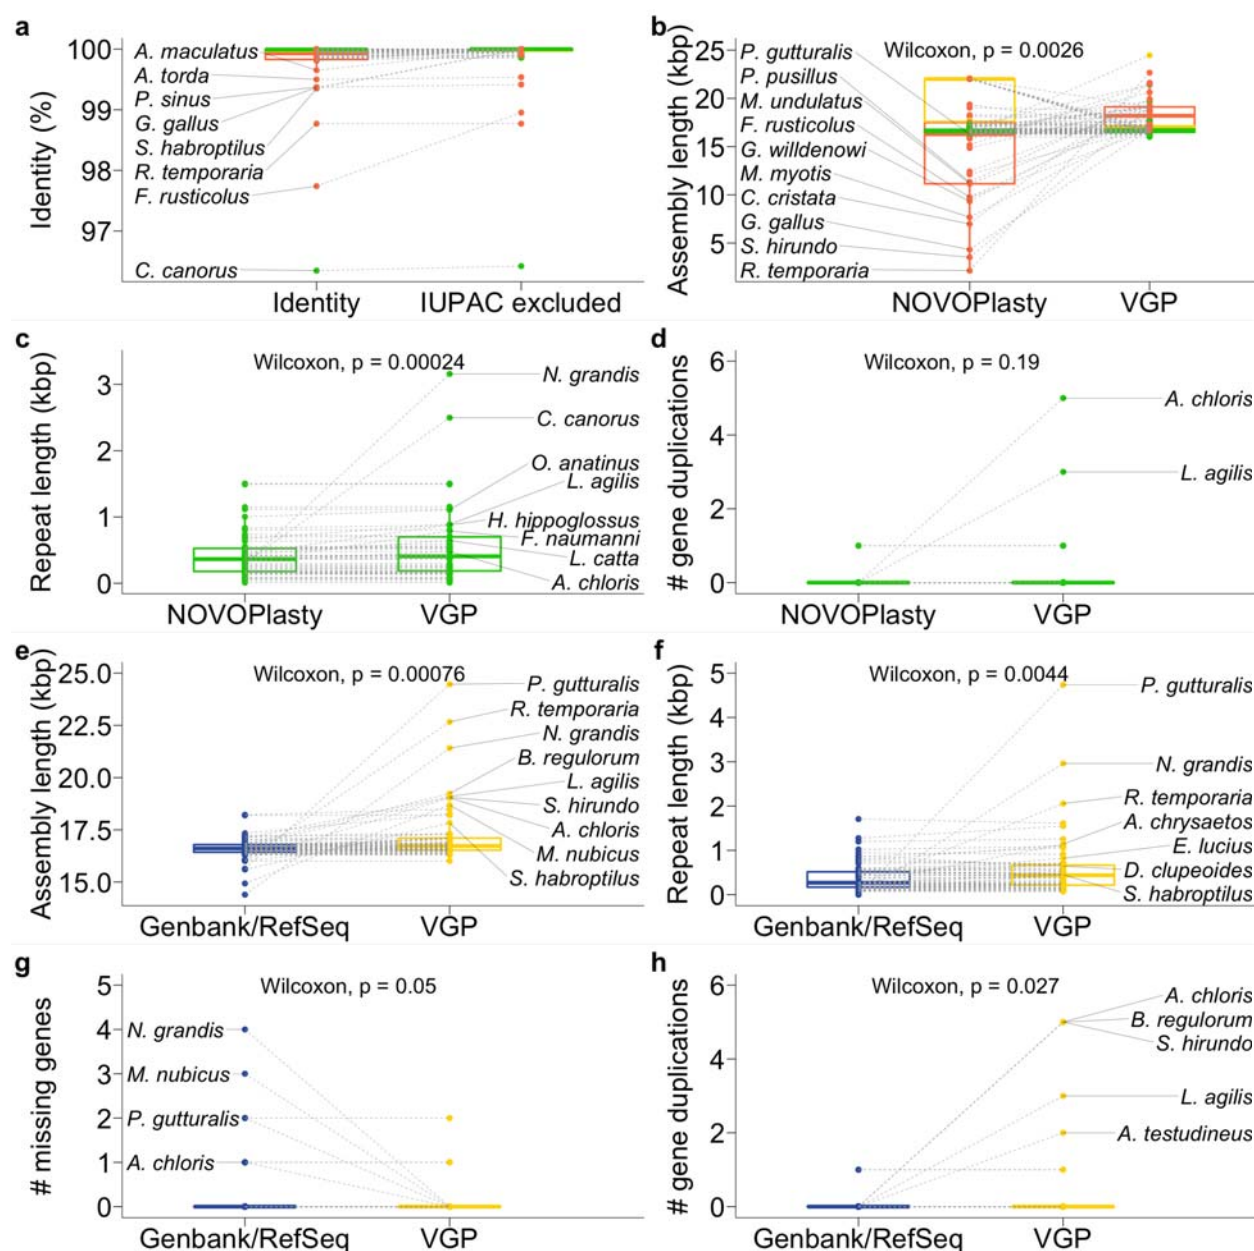 a
Identity (%)
100
99
98
97
A. maculatus
A. torda
P. sinus
G. gallus
S. habroptilus
R. temporaria
F. rusticolus
C. canorus
Identity
IUPAC excluded
b
Assembly length (kbp)
25
20
15
10
5
Wilcoxon, p = 0.0026
P. gutturalis
P. pusillus
M. undulatus
F. rusticolus
G. willdenowi
M. myotis
C. cristata
G. gallus
S. hirundo
R. temporaria
NOVOPlasty
VGP
c
Repeat length (kbp)
3
2
1
0
Wilcoxon, p = 0.00024
N. grandis
C. canorus
O. anatinus
L. agilis
H. hippoglossus
F. naumanni
L. catta
A. chloris
NOVOPlasty
VGP
d
# gene duplications
6
4
2
0
Wilcoxon, p = 0.19
A. chloris
L. agilis
NOVOPlasty
VGP
e
Assembly length (kbp)
25.0
22.5
20.0
17.5
15.0
Wilcoxon, p = 0.00076
P. gutturalis
R. temporaria
N. grandis
B. regulorum
L. agilis
S. hirundo
A. chloris
M. nubicus
S. habroptilus
Genbank/RefSeq
VGP
f
Repeat length (kbp)
5
4
3
2
1
0
Wilcoxon, p = 0.0044
P. gutturalis
N. grandis
R. temporaria
A. chrysaetos
E. lucius
D. clupeoides
S. habroptilus
Genbank/RefSeq
VGP
g
# missing genes
5
4
3
2
1
0
Wilcoxon, p = 0.05
N. grandis
M. nubicus
P. gutturalis
A. chloris
Genbank/RefSeq
VGP
h
# gene duplications
6
4
2
0
Wilcoxon, p = 0.027
A. chloris
B. regulorum
S. hirundo
L. agilis
A. testudineus
Genbank/RefSeq
VGP